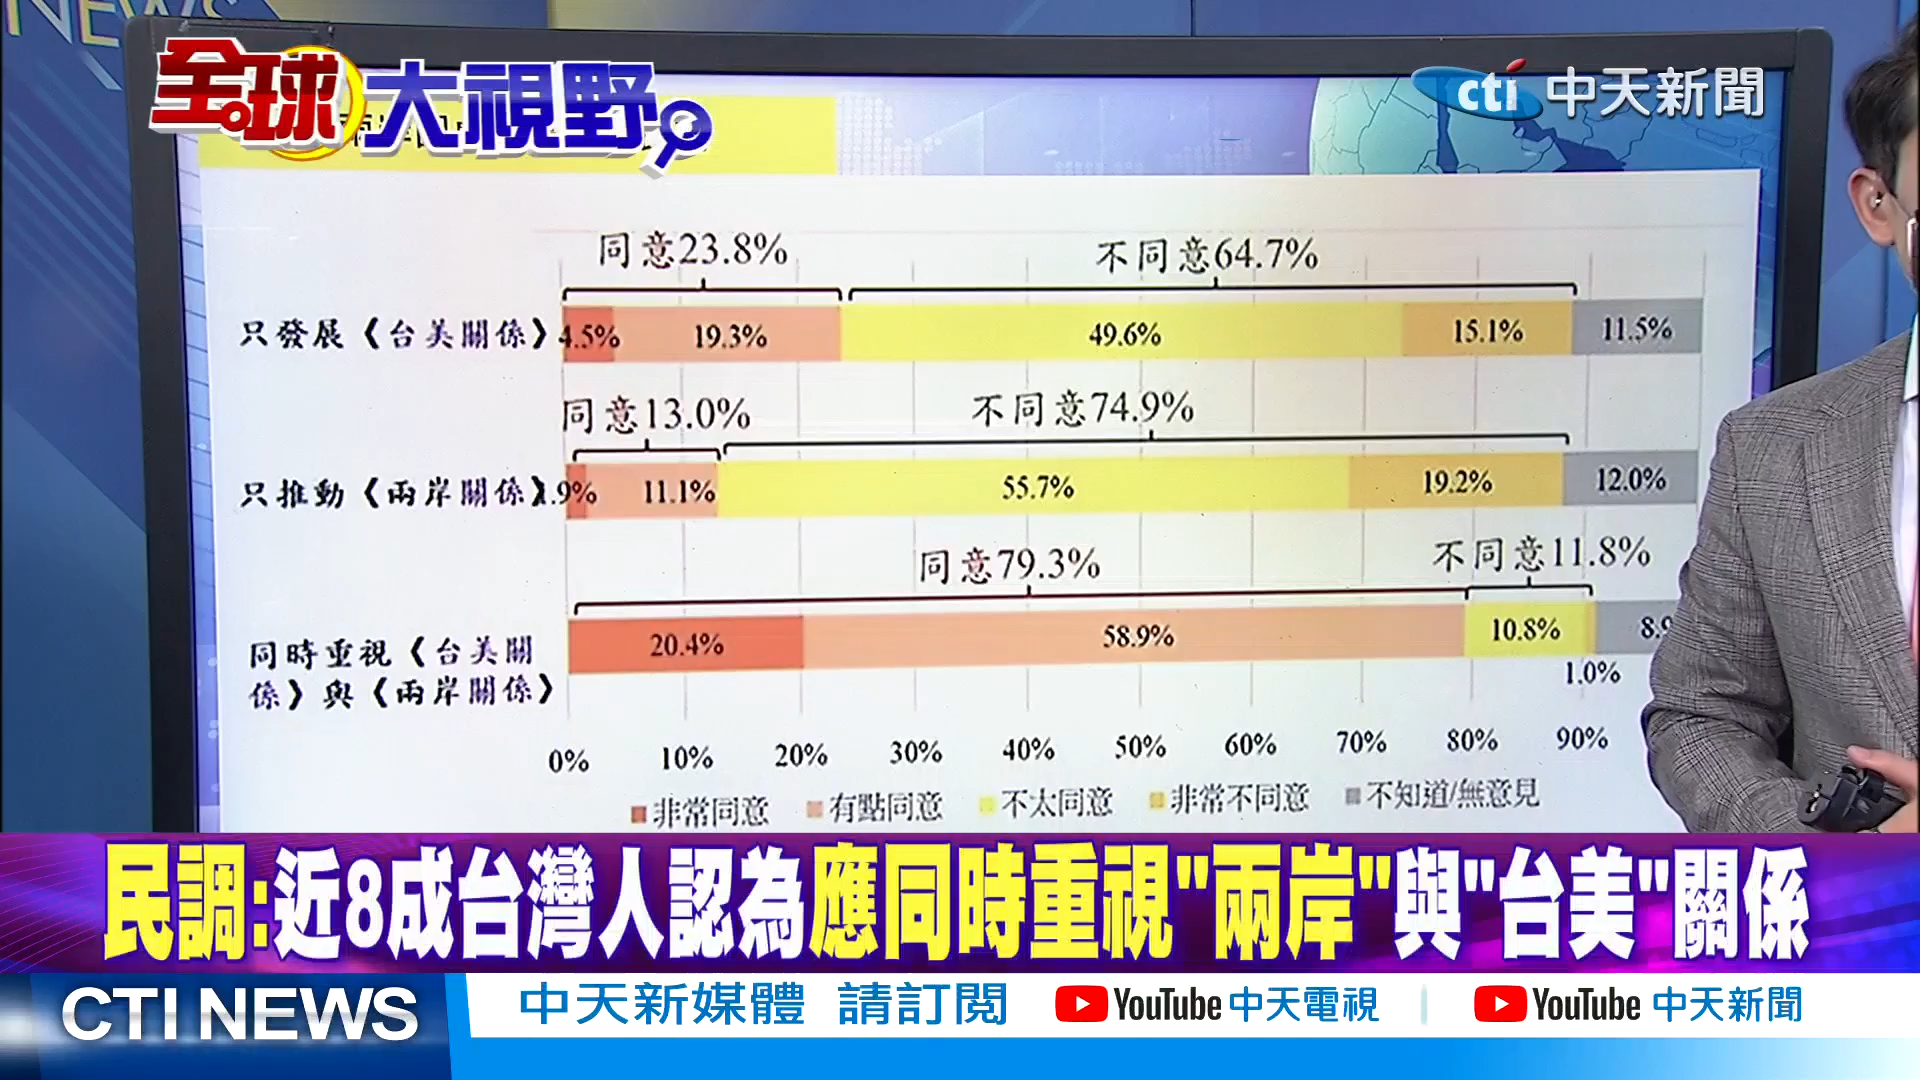 NEWS
全球大視野
cti 中天新聞
同意23.8%
不同意64.7%
只發展《台美關係》
4.5%
19.3%
49.6%
15.1%
11.5%
同意13.0%
不同意74.9%
只推動《兩岸關係》
.9%
11.1%
55.7%
19.2%
12.0%
同意79.3%
不同意11.8%
同時重視《台美關
係》與《兩岸關係》
20.4%
58.9%
10.8%
8.9
1.0%
0% 10% 20% 30% 40% 50% 60% 70% 80% 90%
非常同意 有點同意 不太同意 非常不同意 不知道/無意見
民調:近8成台灣人認為應同時重視"兩岸"與"台美"關係
CTI NEWS
中天新媒體 請訂閱 YouTube 中天電視 YouTube 中天新聞